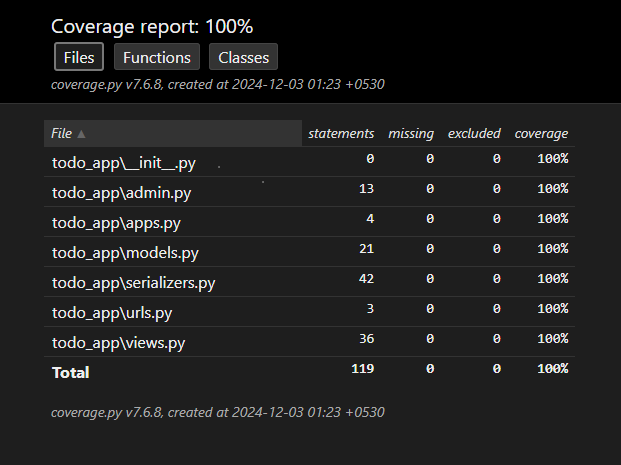 Coverage report: 100%
Files Functions Classes
coverage.py v7.6.8, created at 2024-12-03 01:23 +0530
File ▲ statements missing excluded coverage
todo_app\__init__.py 0 0 0 100%
todo_app\admin.py 13 0 0 100%
todo_app\apps.py 4 0 0 100%
todo_app\models.py 21 0 0 100%
todo_app\serializers.py 42 0 0 100%
todo_app\urls.py 3 0 0 100%
todo_app\views.py 36 0 0 100%
Total 119 0 0 100%
coverage.py v7.6.8, created at 2024-12-03 01:23 +0530